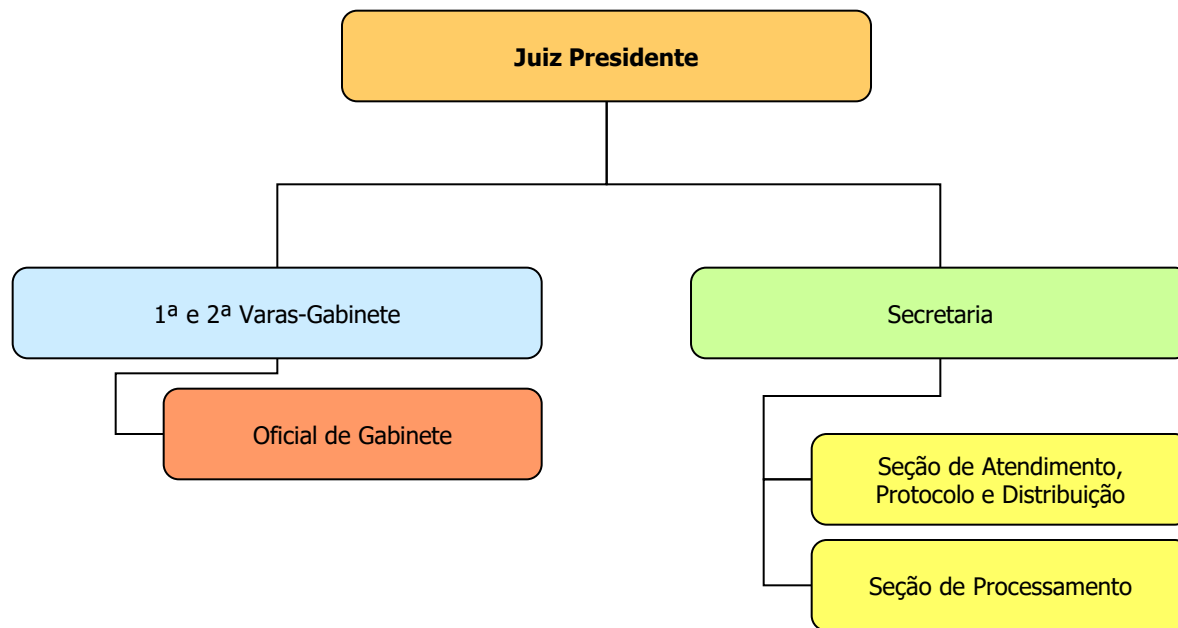 Juiz Presidente
1ª e 2ª Varas-Gabinete
Secretaria
Oficial de Gabinete
Seção de Atendimento,
Protocolo e Distribuição
Seção de Processamento